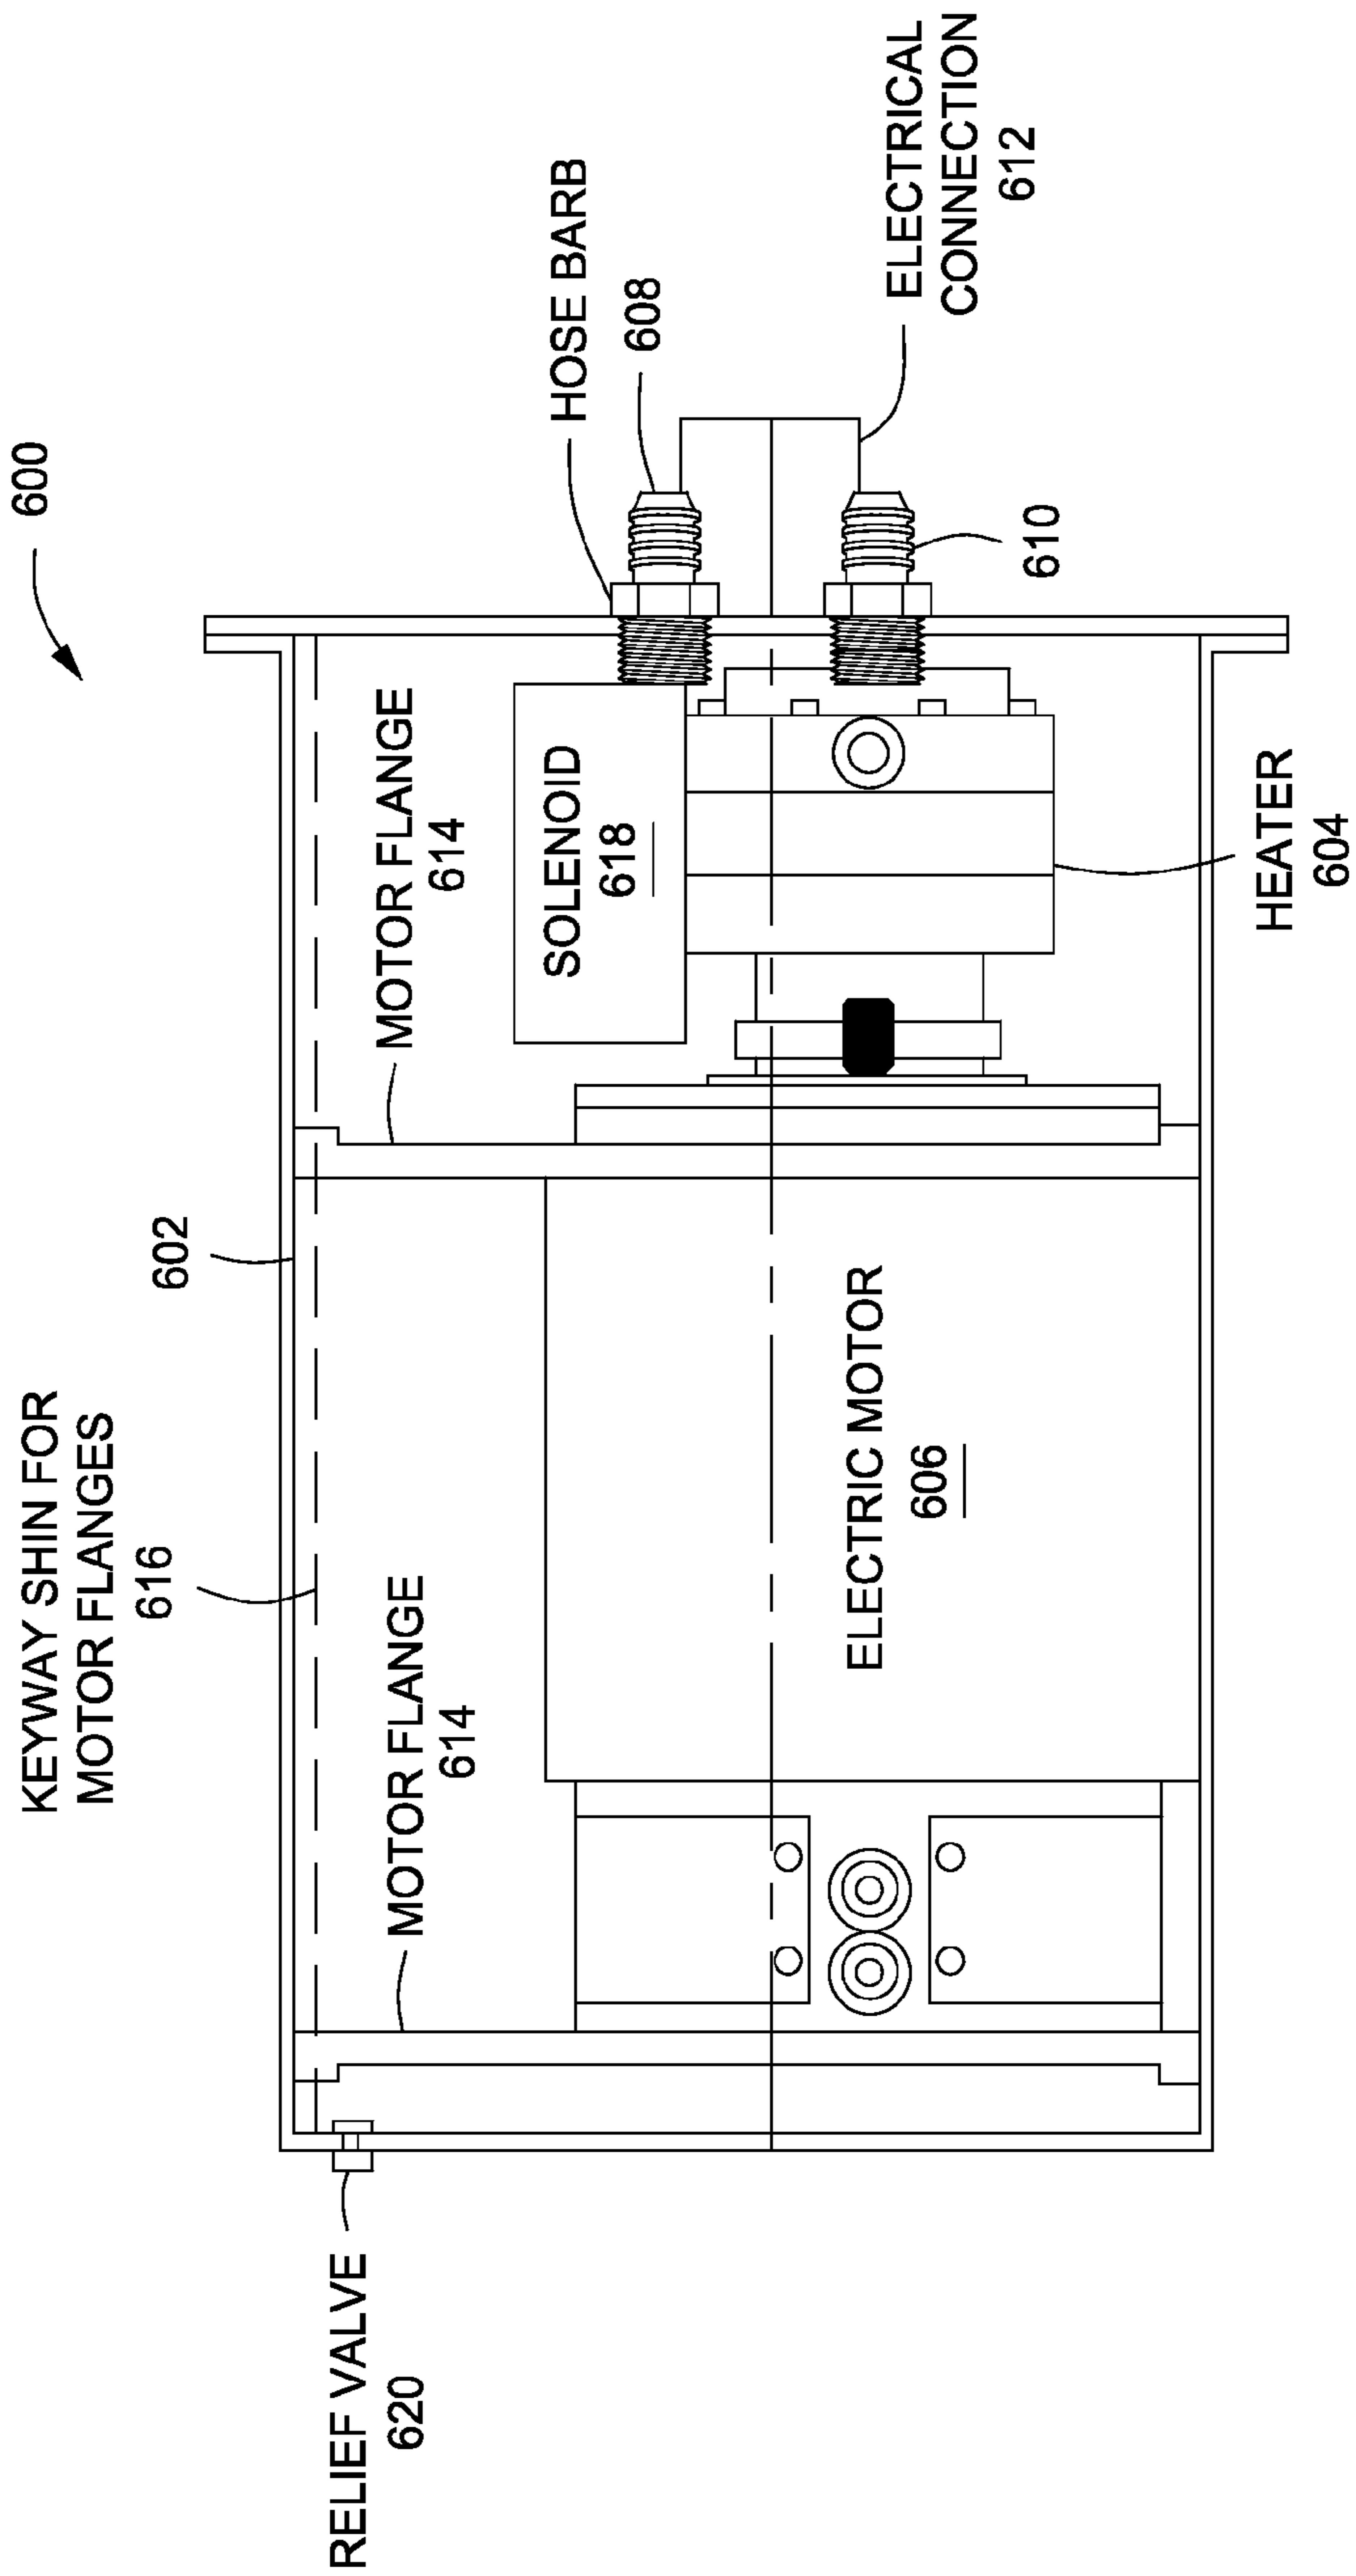 600
KEYWAY SHIN FOR
MOTOR FLANGES
616
602
RELIEF VALVE
620
MOTOR FLANGE
614
MOTOR FLANGE
614
SOLENOID
618
HOSE BARB
608
ELECTRIC MOTOR
606
610
ELECTRICAL
CONNECTION
612
HEATER
604